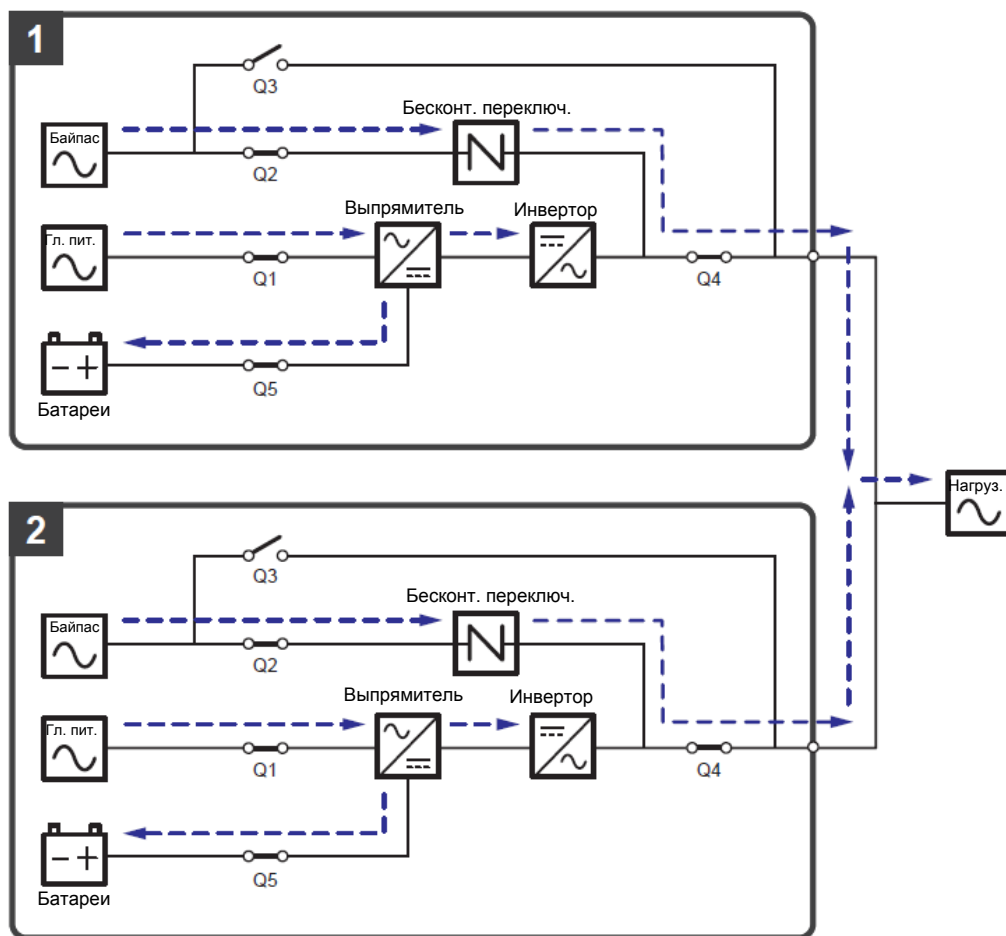 1
Q3
Бесконт. переключ.
Байпас
Q2
Выпрямитель
Инвертор
Гл. пит.
Q1
Q4
Q5
Батареи
Нагруз.
2
Q3
Бесконт. переключ.
Байпас
Q2
Выпрямитель
Инвертор
Гл. пит.
Q1
Q4
Q5
Батареи